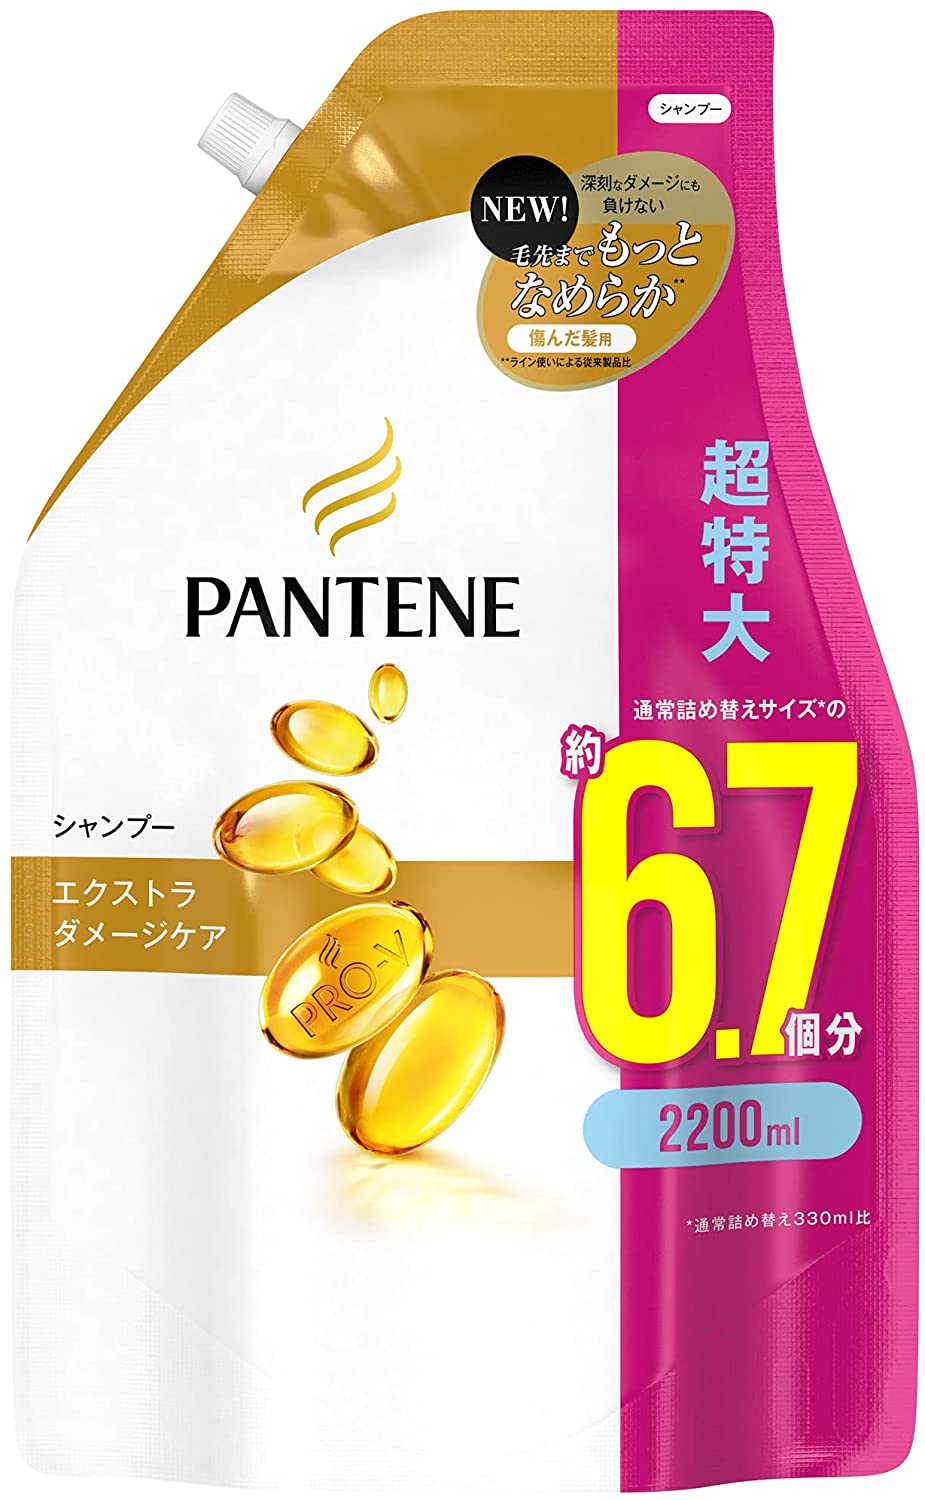 シャンプー
NEW!
深刻なダメージにも
負けない
毛先までもっと
なめらか**
傷んだ髪用
**ライン使いによる従来製品比
超特大
PANTENE
通常詰め替えサイズ*の
約
6.7
個分
2200ml
*通常詰め替え330ml比
シャンプー
エクストラ
ダメージケア
PRO-V